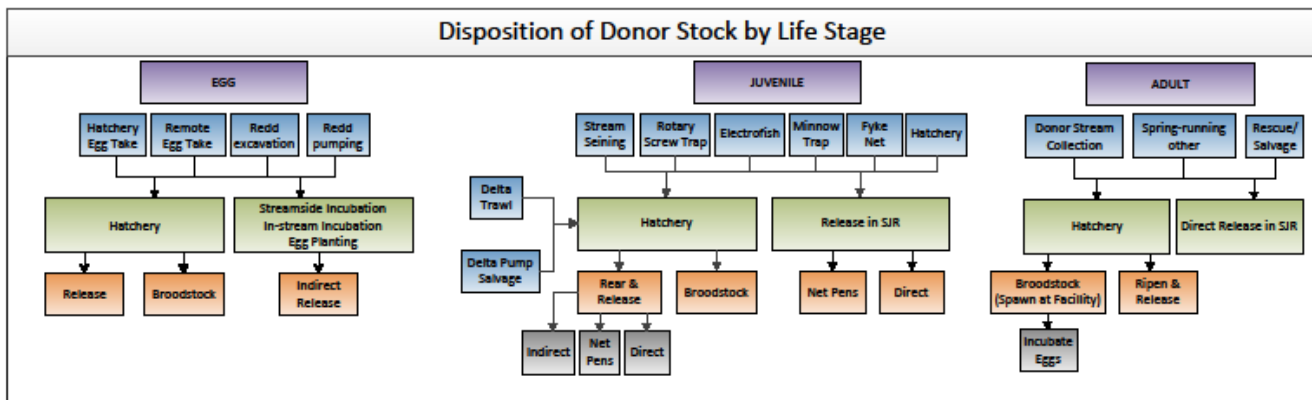 Disposition of Donor Stock by Life Stage
EGG
Hatchery
Egg Take
Remote
Egg Take
Redd
excavation
Redd
pumping
Hatchery
Streamside Incubation
In-stream Incubation
Egg Planting
Release
Broodstock
Indirect
Release
JUVENILE
Stream
Seining
Rotary
Screw Trap
Electrofish
Minnow
Trap
Fyke
Net
Hatchery
Delta
Trawl
Delta Pump
Salvage
Hatchery
Release in SJR
Rear &
Release
Broodstock
Net Pens
Direct
Indirect
Net
Pens
Direct
ADULT
Donor Stream
Collection
Spring-running
other
Rescue/
Salvage
Hatchery
Direct Release in SJR
Broodstock
(Spawn at Facility)
Ripen &
Release
Incubate
Eggs